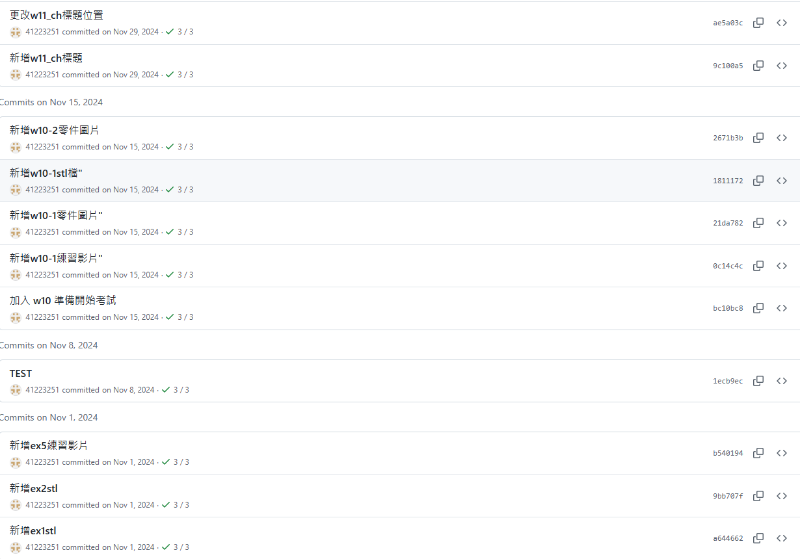 更改w11_ch標題位置
ae5a03c
41223251 committed on Nov 29, 2024 · ✓ 3 / 3
新增w11_ch標題
9c100a5
41223251 committed on Nov 29, 2024 · ✓ 3 / 3
Commits on Nov 15, 2024
新增w10-2零件圖片
2671b3b
41223251 committed on Nov 15, 2024 · ✓ 3 / 3
新增w10-1stl檔"
1811172
41223251 committed on Nov 15, 2024 · ✓ 3 / 3
新增w10-1零件圖片"
21da782
41223251 committed on Nov 15, 2024 · ✓ 3 / 3
新增w10-1練習影片"
0c14c4c
41223251 committed on Nov 15, 2024 · ✓ 3 / 3
加入 w10 準備開始考試
bc10bc8
41223251 committed on Nov 15, 2024 · ✓ 3 / 3
Commits on Nov 8, 2024
TEST
1ecb9ec
41223251 committed on Nov 8, 2024 · ✓ 3 / 3
Commits on Nov 1, 2024
新增ex5練習影片
b540194
41223251 committed on Nov 1, 2024 · ✓ 3 / 3
新增ex2stl
9bb707f
41223251 committed on Nov 1, 2024 · ✓ 3 / 3
新增ex1stl
a644662
41223251 committed on Nov 1, 2024 · ✓ 3 / 3